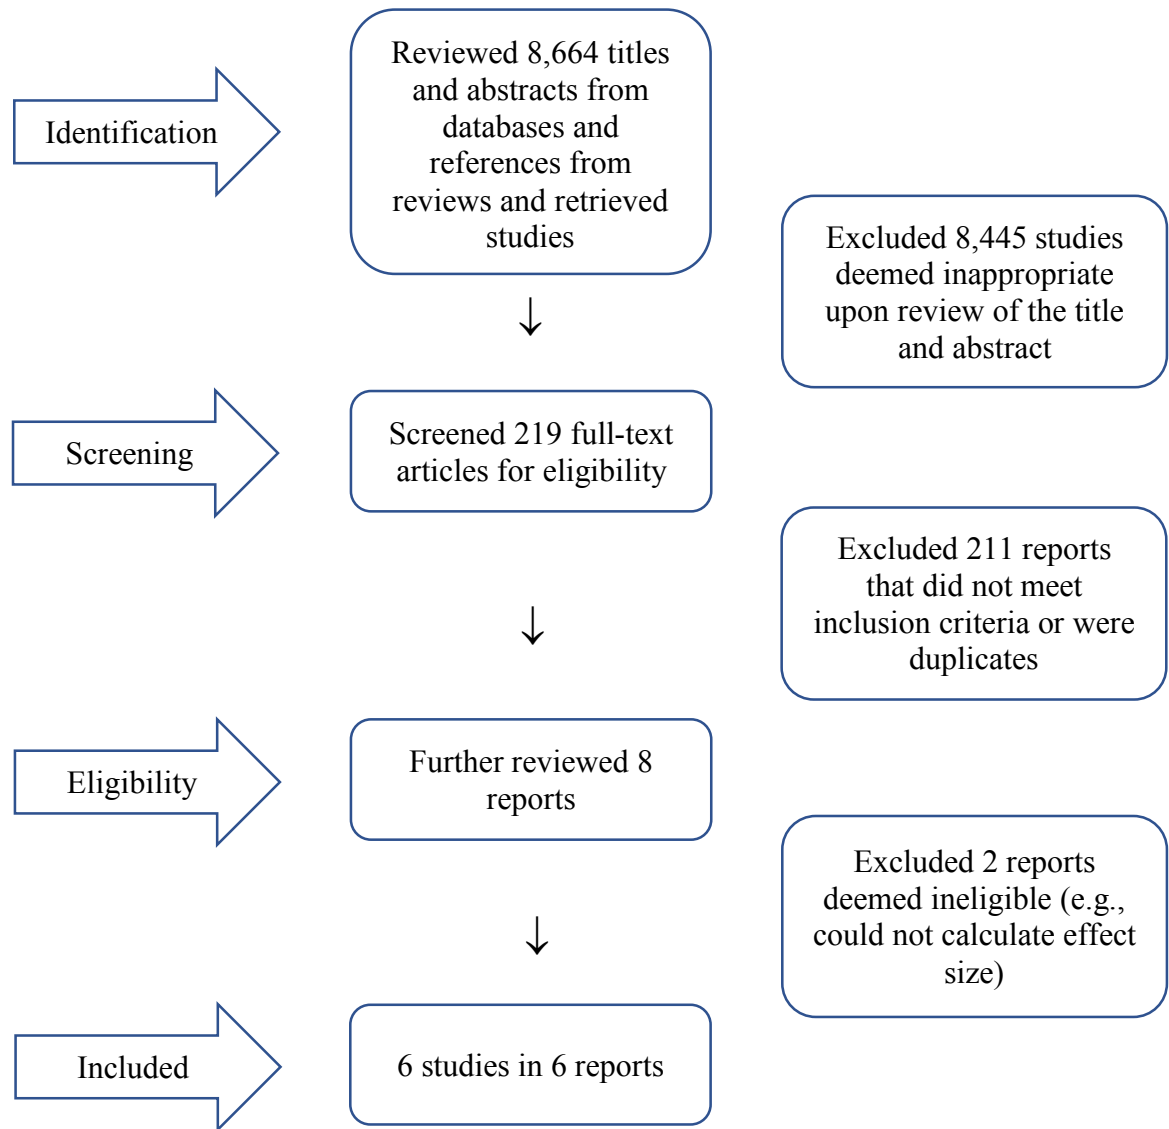 Identification
Reviewed 8,664 titles
and abstracts from
databases and
references from
reviews and retrieved
studies
Excluded 8,445 studies
deemed inappropriate
upon review of the title
and abstract
↓
Screening
Screened 219 full-text
articles for eligibility
Excluded 211 reports
that did not meet
inclusion criteria or were
duplicates
↓
Eligibility
Further reviewed 8
reports
Excluded 2 reports
deemed ineligible (e.g.,
could not calculate effect
size)
↓
Included
6 studies in 6 reports